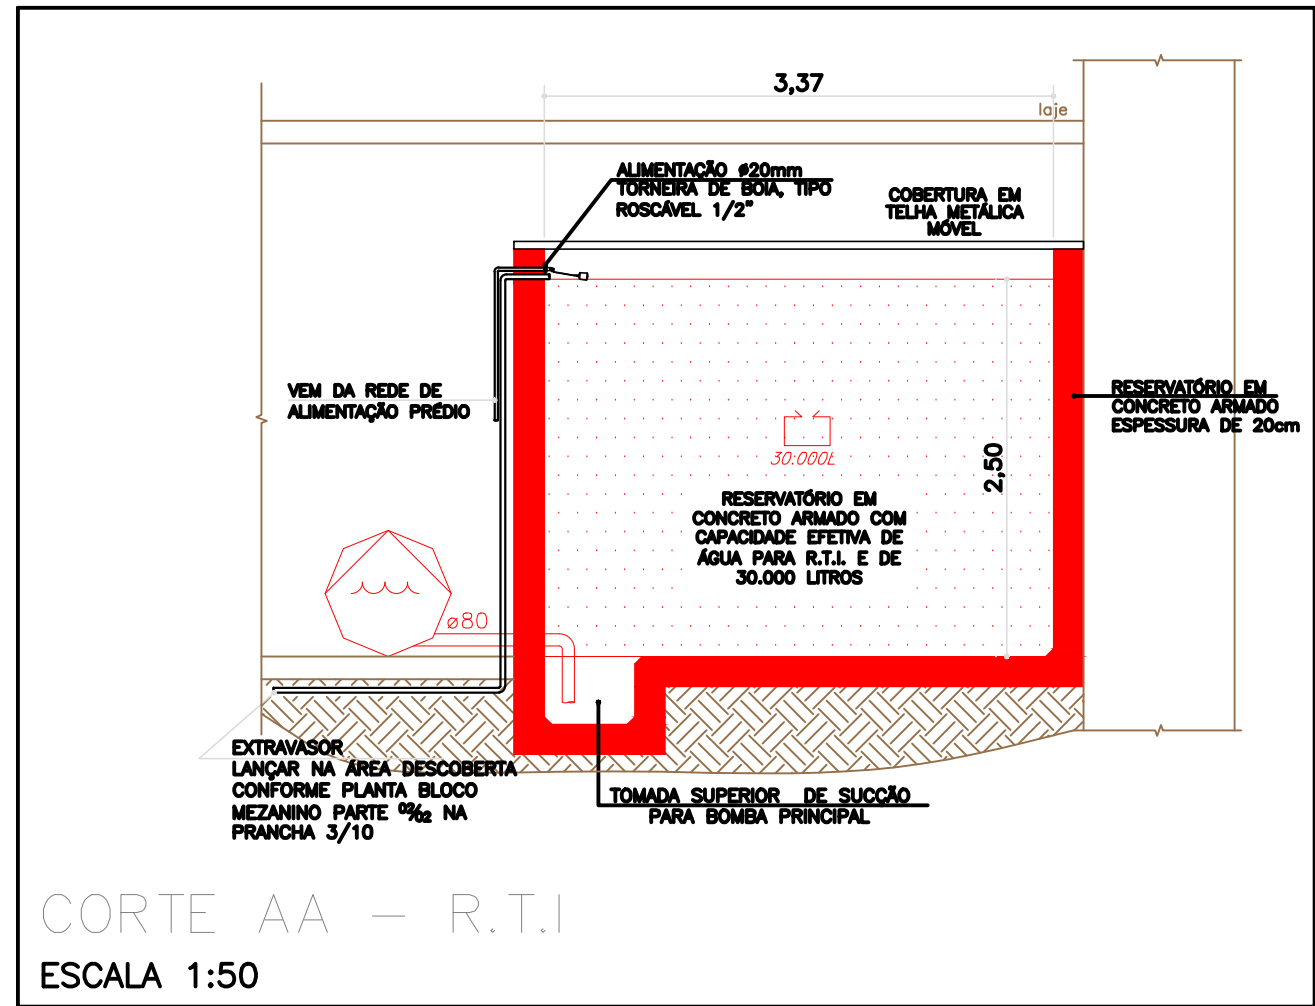 3,37
laje
ALIMENTAÇÃO ø20mm
TORNEIRA DE BOIA, TIPO
ROSCÁVEL 1/2"
COBERTURA EM
TELHA METÁLICA
MÓVEL
VEM DA REDE DE
ALIMENTAÇÃO PRÉDIO
RESERVATÓRIO EM
CONCRETO ARMADO
ESPESSURA DE 20cm
30.000ℓ
2,50
RESERVATÓRIO EM
CONCRETO ARMADO COM
CAPACIDADE EFETIVA DE
ÁGUA PARA R.T.I. E DE
30.000 LITROS
ø80
EXTRAVASOR
LANÇAR NA ÁREA DESCOBERTA
CONFORME PLANTA BLOCO
MEZANINO PARTE 02/02 NA
PRANCHA 3/10
TOMADA SUPERIOR DE SUCÇÃO
PARA BOMBA PRINCIPAL
CORTE AA - R.T.I
ESCALA 1:50